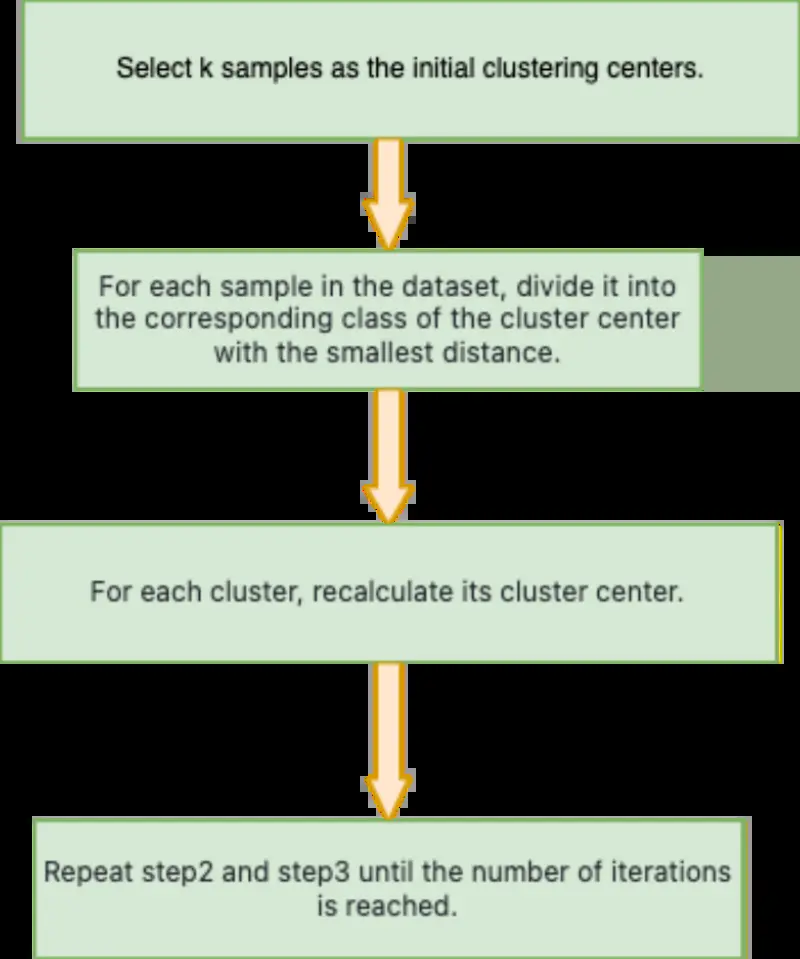 Select k samples as the initial clustering centers.
For each sample in the dataset, divide it into
the corresponding class of the cluster center
with the smallest distance.
For each cluster, recalculate its cluster center.
Repeat step2 and step3 until the number of iterations
is reached.